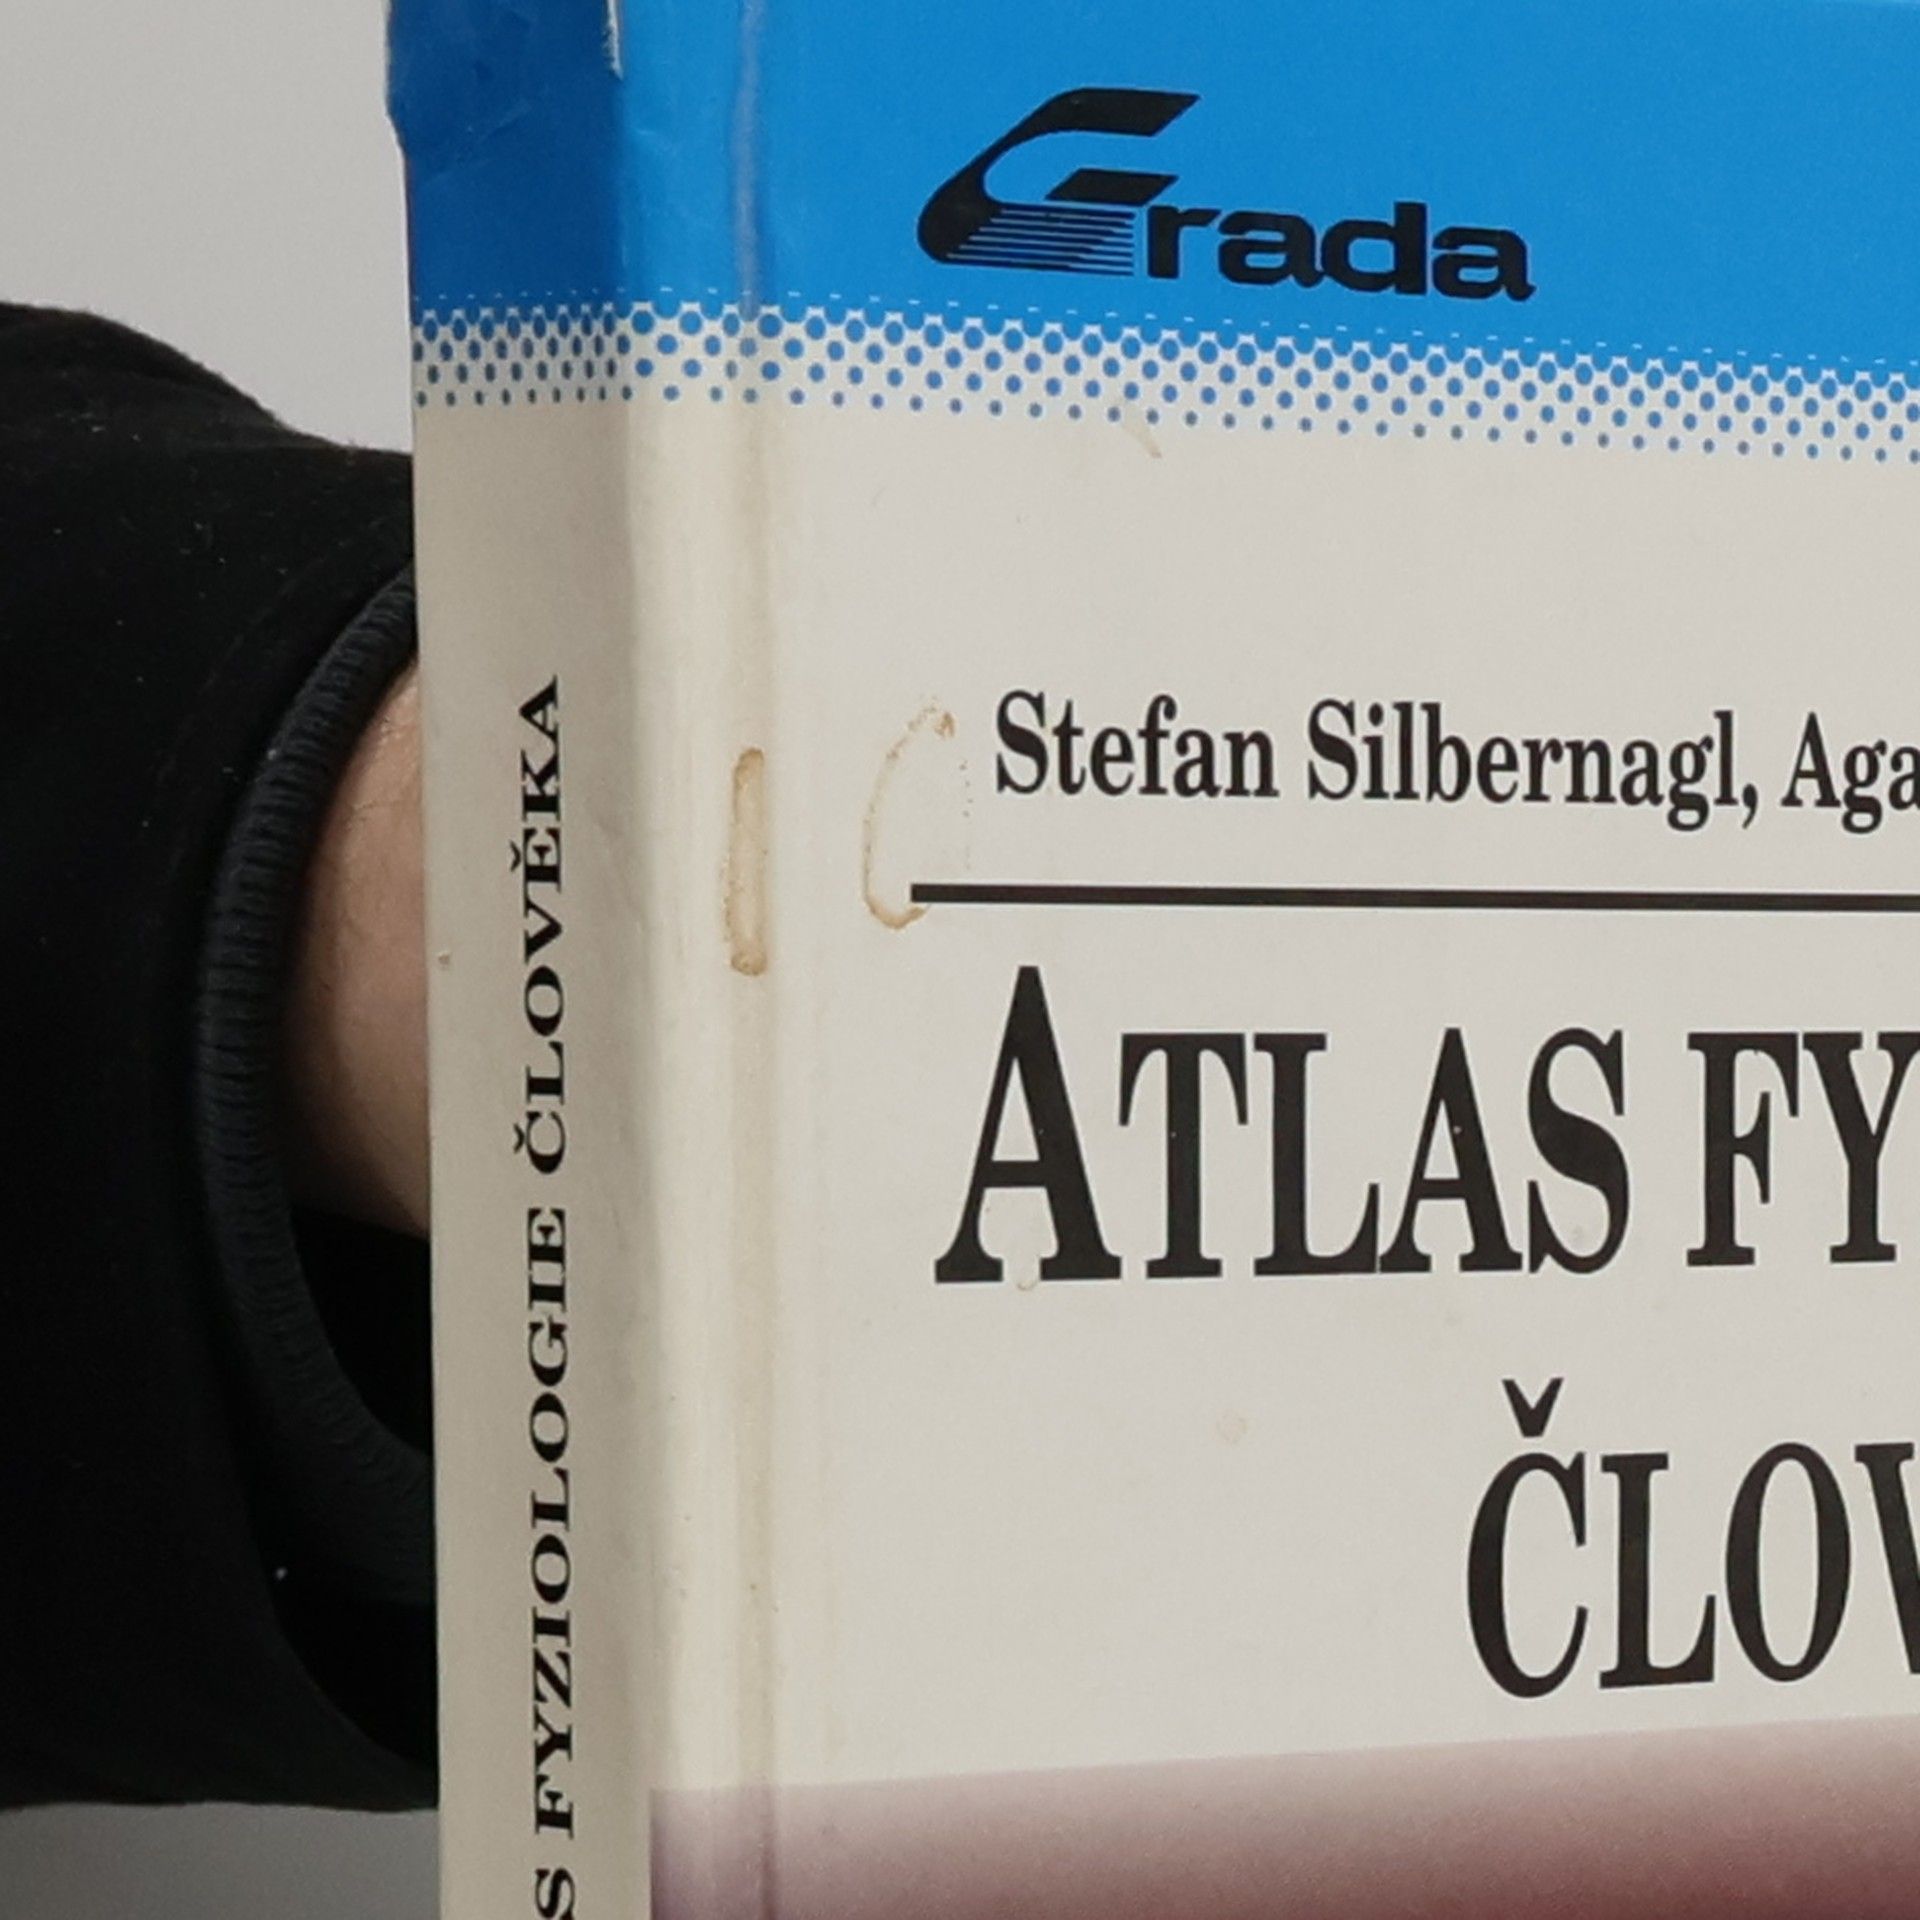 Grada
Stefan Silbernagl, Aga
ATLAS FY
ČLOV
S FYZIOLOGIE ČLOVĚKA